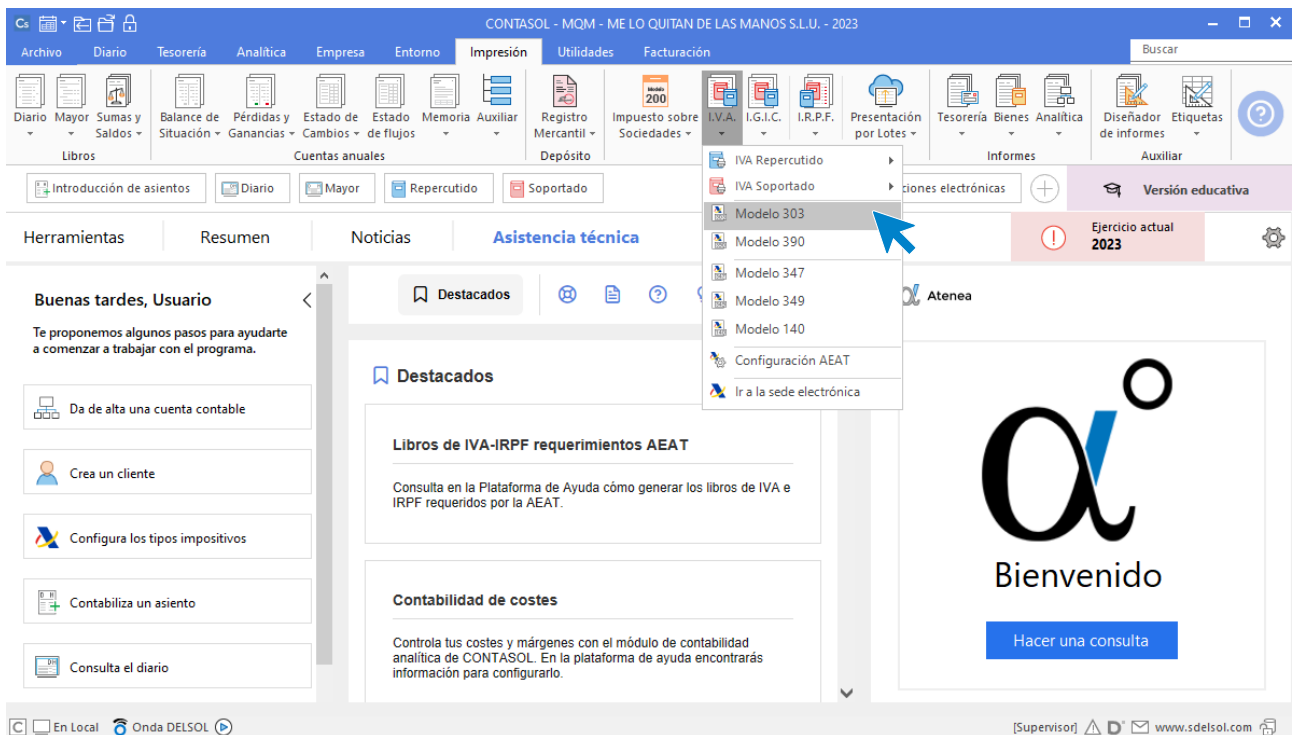 Cs
CONTASOL - MQM - ME LO QUITAN DE LAS MANOS S.L.U. - 2023
Archivo Diario Tesorería Analítica Empresa Entorno Impresión Utilidades Facturación Buscar
Diario Mayor Sumas y Saldos
Balance de Situación Pérdidas y Ganancias Estado de Cambios Estado de flujos Memoria Auxiliar
Registro Mercantil
Modelo 200
Impuesto sobre Sociedades I.V.A. I.G.I.C. I.R.P.F. Presentación por Lotes
Tesorería Bienes Analítica
Diseñador de informes Etiquetas
Libros Cuentas anuales Depósito Informes Auxiliar
Introducción de asientos Diario Mayor Repercutido Soportado ciones electrónicas Versión educativa
IVA Repercutido
IVA Soportado
Modelo 303
Modelo 390
Modelo 347
Modelo 349
Modelo 140
Configuración AEAT
Ir a la sede electrónica
Herramientas Resumen Noticias Asistencia técnica
Ejercicio actual
2023
Buenas tardes, Usuario
Te proponemos algunos pasos para ayudarte
a comenzar a trabajar con el programa.
Da de alta una cuenta contable
Crea un cliente
Configura los tipos impositivos
Contabiliza un asiento
Consulta el diario
Destacados
Destacados
Libros de IVA-IRPF requerimientos AEAT
Consulta en la Plataforma de Ayuda cómo generar los libros de IVA e
IRPF requeridos por la AEAT.
Contabilidad de costes
Controla tus costes y márgenes con el módulo de contabilidad
analítica de CONTASOL. En la plataforma de ayuda encontrarás
información para configurarlo.
Atenea
Bienvenido
Hacer una consulta
C En Local Onda DELSOL
[Supervisor] D www.sdelsol.com